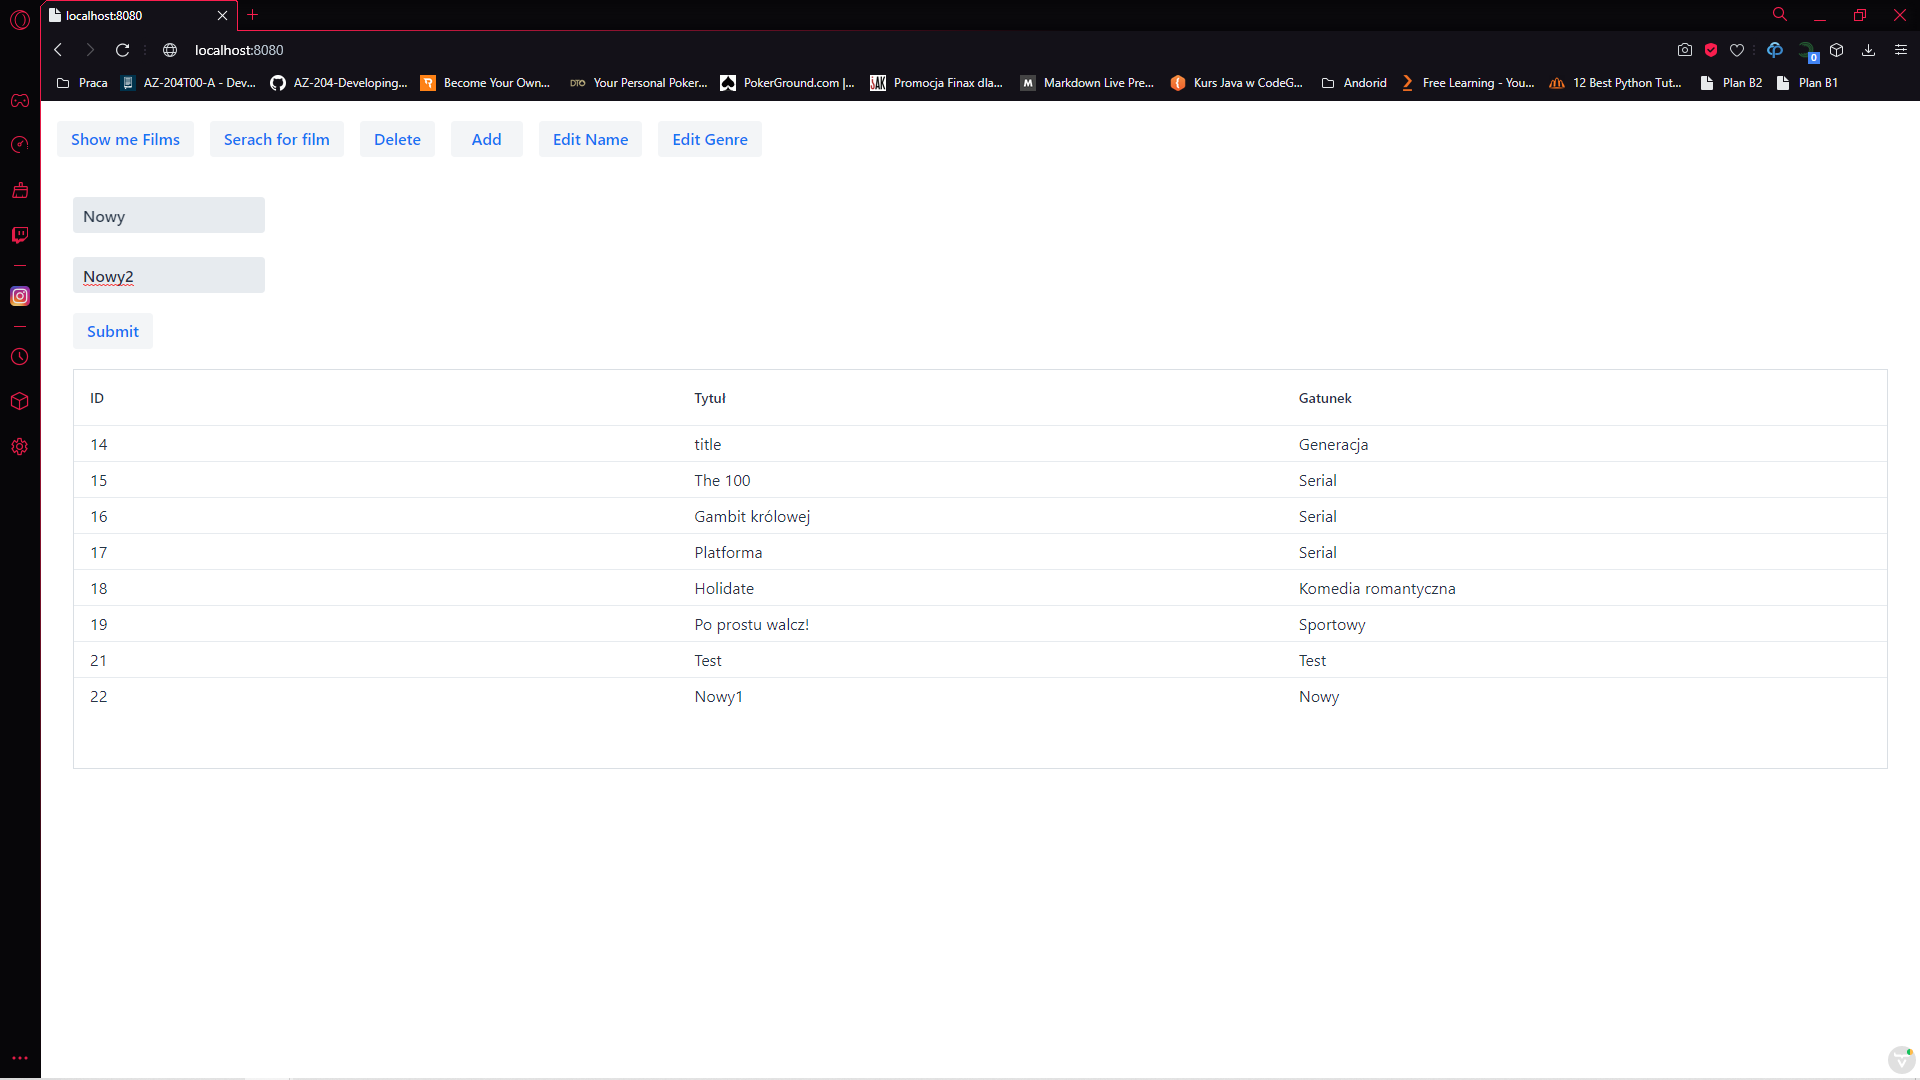 localhost:8080
localhost:8080
Praca AZ-204T00-A - Dev... AZ-204-Developing... Become Your Own... DTO Your Personal Poker... PokerGround.com |... SAK Promocja Finax dla... M Markdown Live Pre... Kurs Java w CodeG... Andorid Free Learning - You... 12 Best Python Tut... Plan B2 Plan B1
0
Show me Films Serach for film Delete Add Edit Name Edit Genre
Nowy
Nowy2
Submit
ID Tytuł Gatunek
14 title Generacja
15 The 100 Serial
16 Gambit królowej Serial
17 Platforma Serial
18 Holidate Komedia romantyczna
19 Po prostu walcz! Sportowy
21 Test Test
22 Nowy1 Nowy